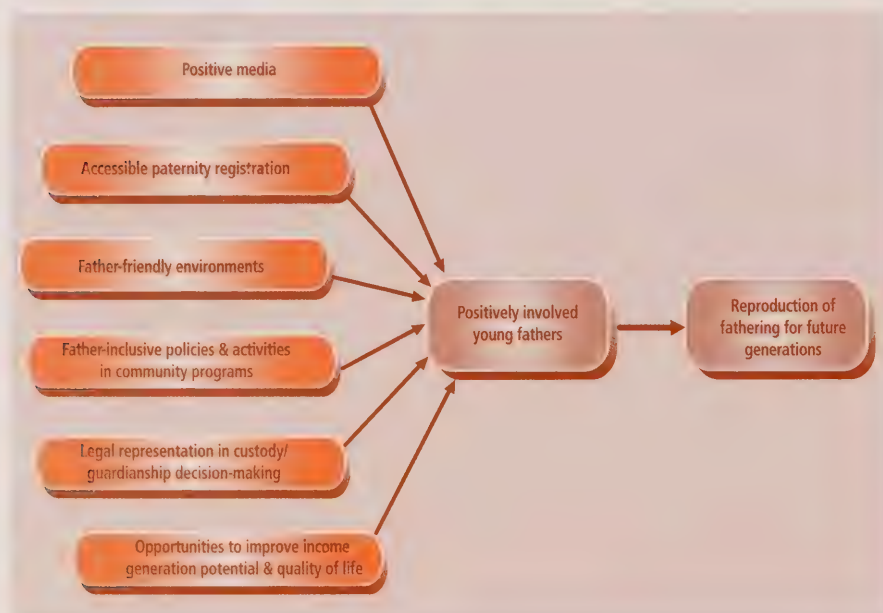 Positive media
Accessible paternity registration
Father-friendly environments
Father-inclusive policies & activities
in community programs
Legal representation in custody/
guardianship decision-making
Opportunities to improve income
generation potential & quality of life
Positively involved
young fathers
Reproduction of
fathering for future
generations